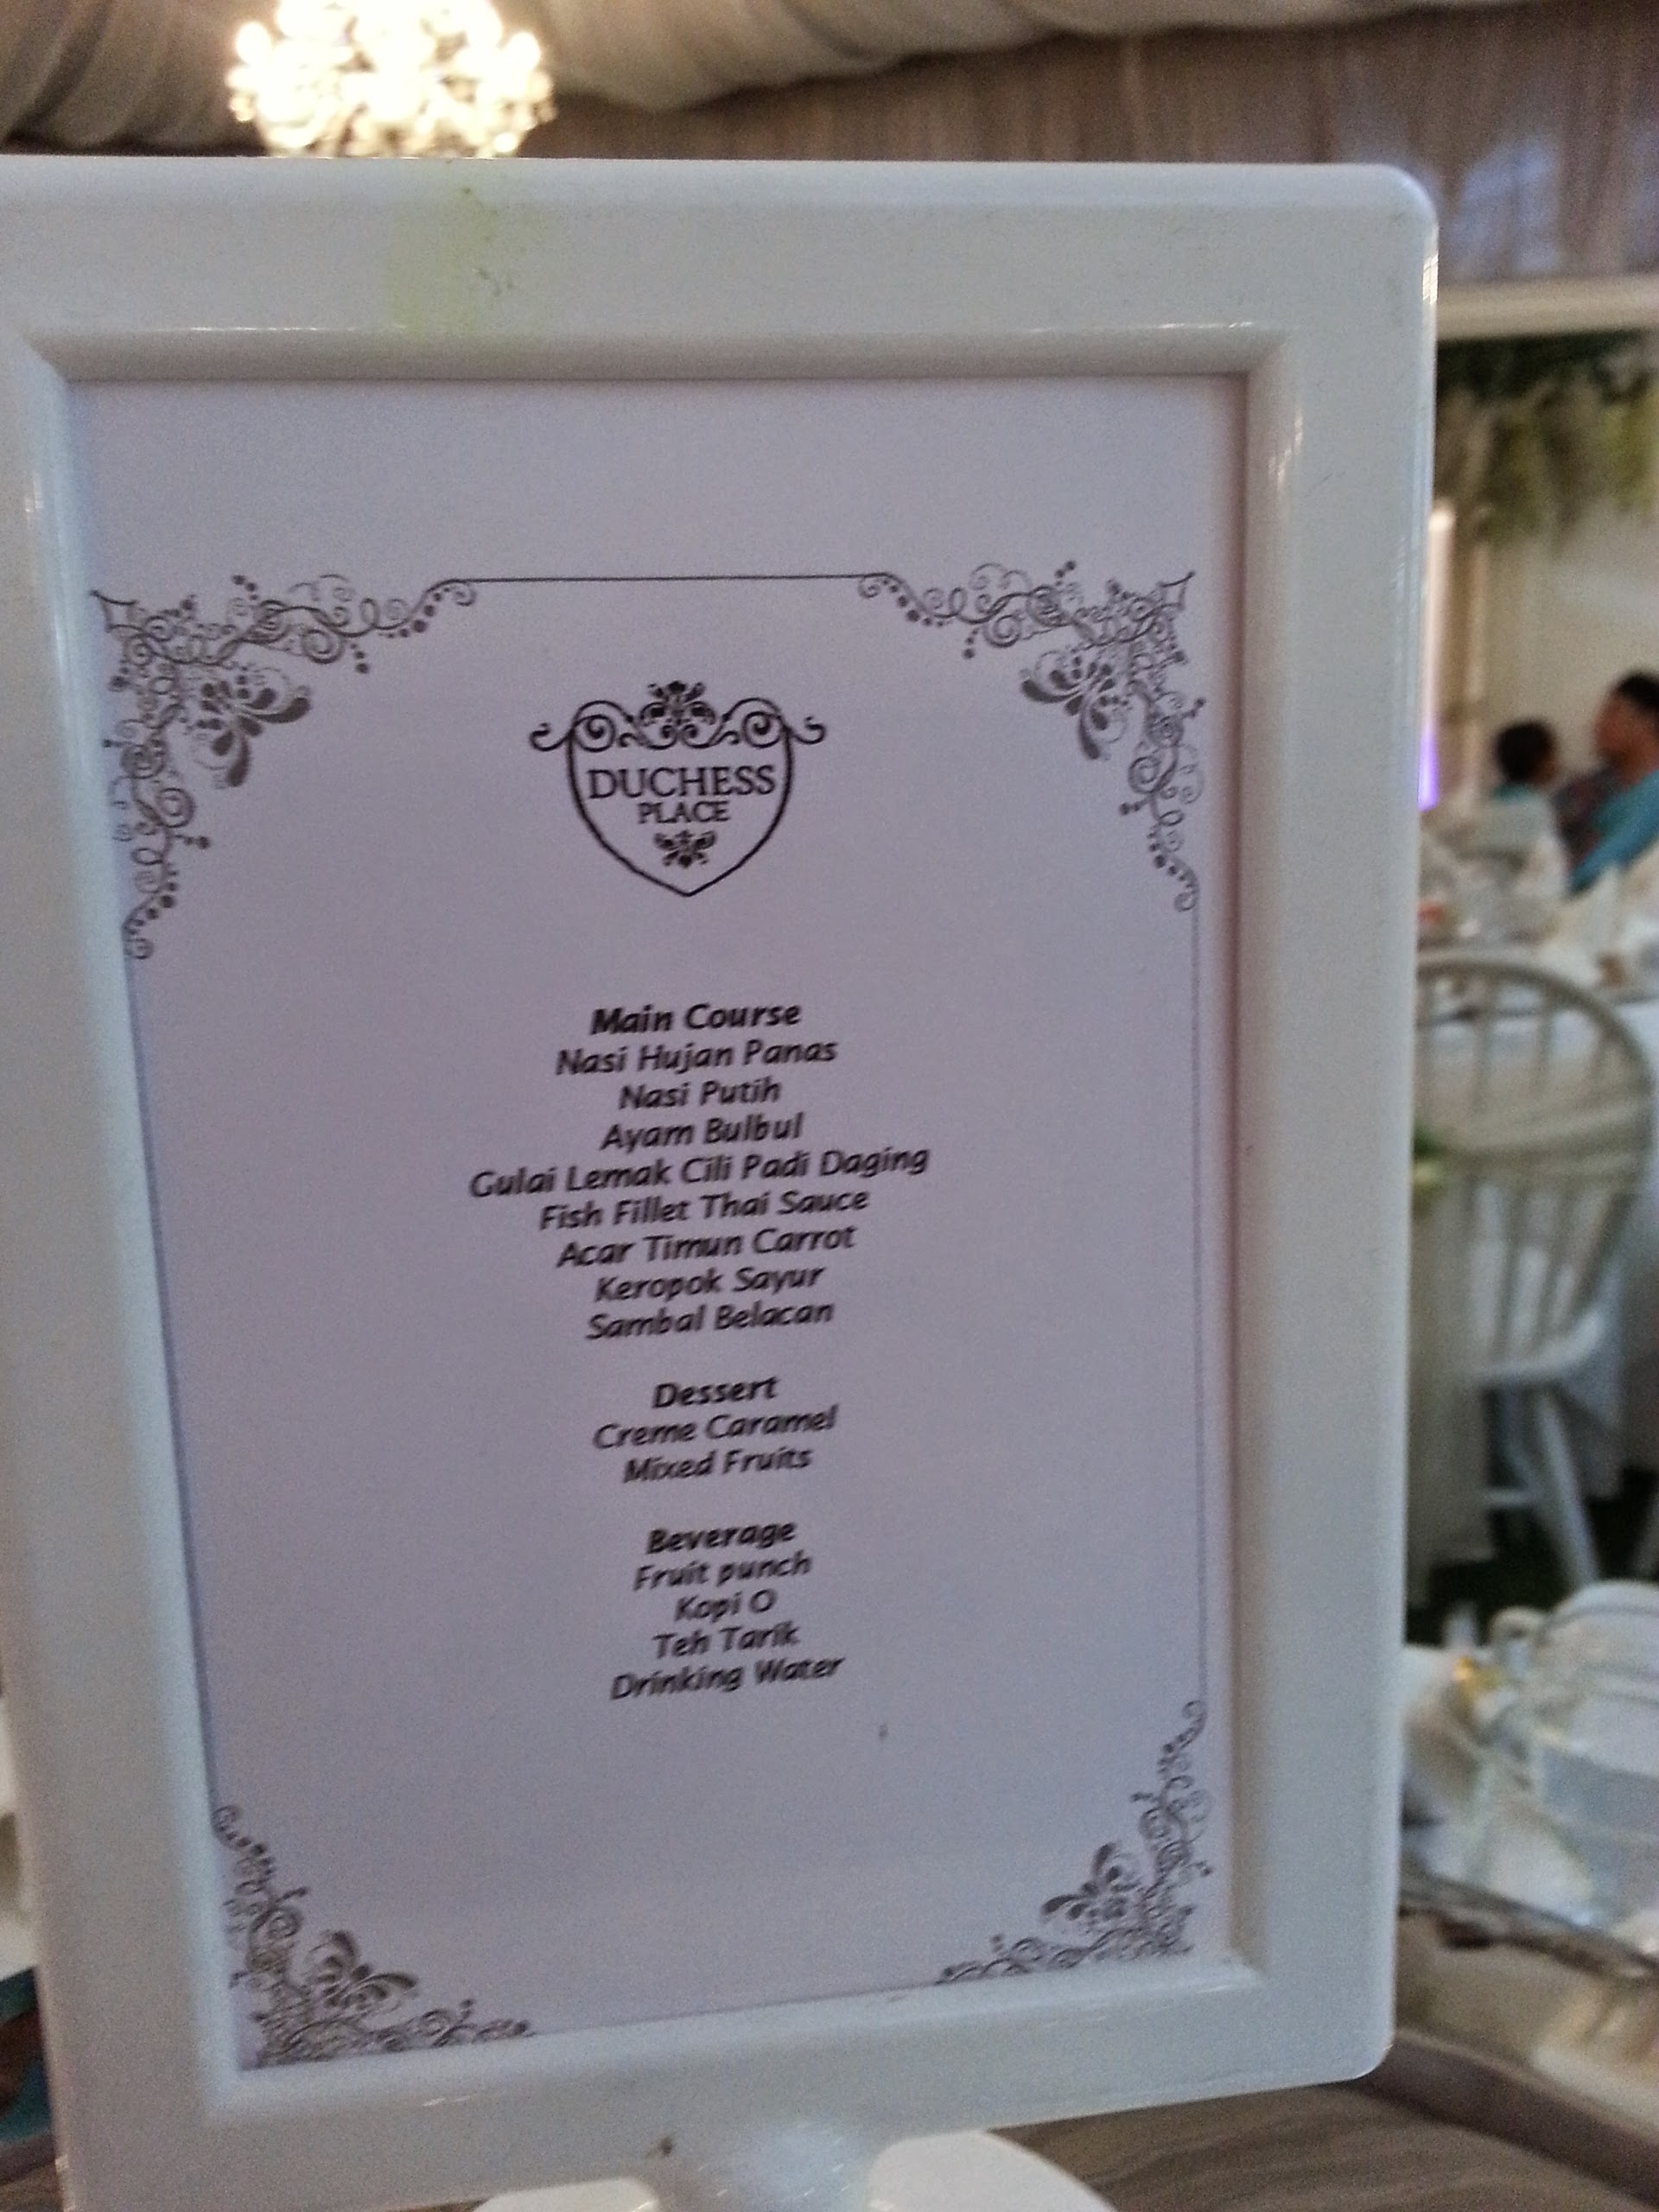 DUCHESS
PLACE
Main Course
Nasi Hujan Panas
Nasi Putih
Ayam Bulbul
Gulai Lemak Cili Padi Daging
Fish Fillet Thai Sauce
Acar Timun Carrot
Keropok Sayur
Sambal Belacan
Dessert
Creme Caramel
Mixed Fruits
Beverage
Fruit punch
Kopi O
Teh Tarik
Drinking Water